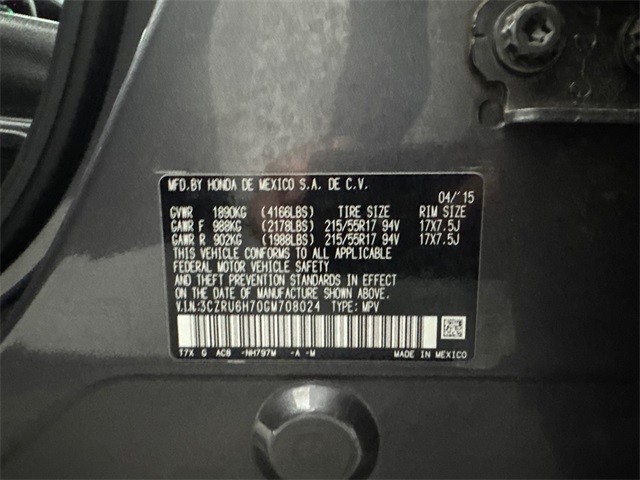 MFD.BY HONDA DE MEXICO S.A. DE C.V.
04/'15
GVWR 1890KG (4166LBS) TIRE SIZE RIM SIZE
GAWR F 988KG (2178LBS) 215/55R17 94V 17X7.5J
GAWR R 902KG (1988LBS) 215/55R17 94V 17X7.5J
THIS VEHICLE CONFORMS TO ALL APPLICABLE
FEDERAL MOTOR VEHICLE SAFETY
AND THEFT PREVENTION STANDARDS IN EFFECT
ON THE DATE OF MANUFACTURE SHOWN ABOVE.
V.I.N:3CZRU6H70GM708024 TYPE: MPV
T7X G AC8 -NH797M -A -M MADE IN MEXICO